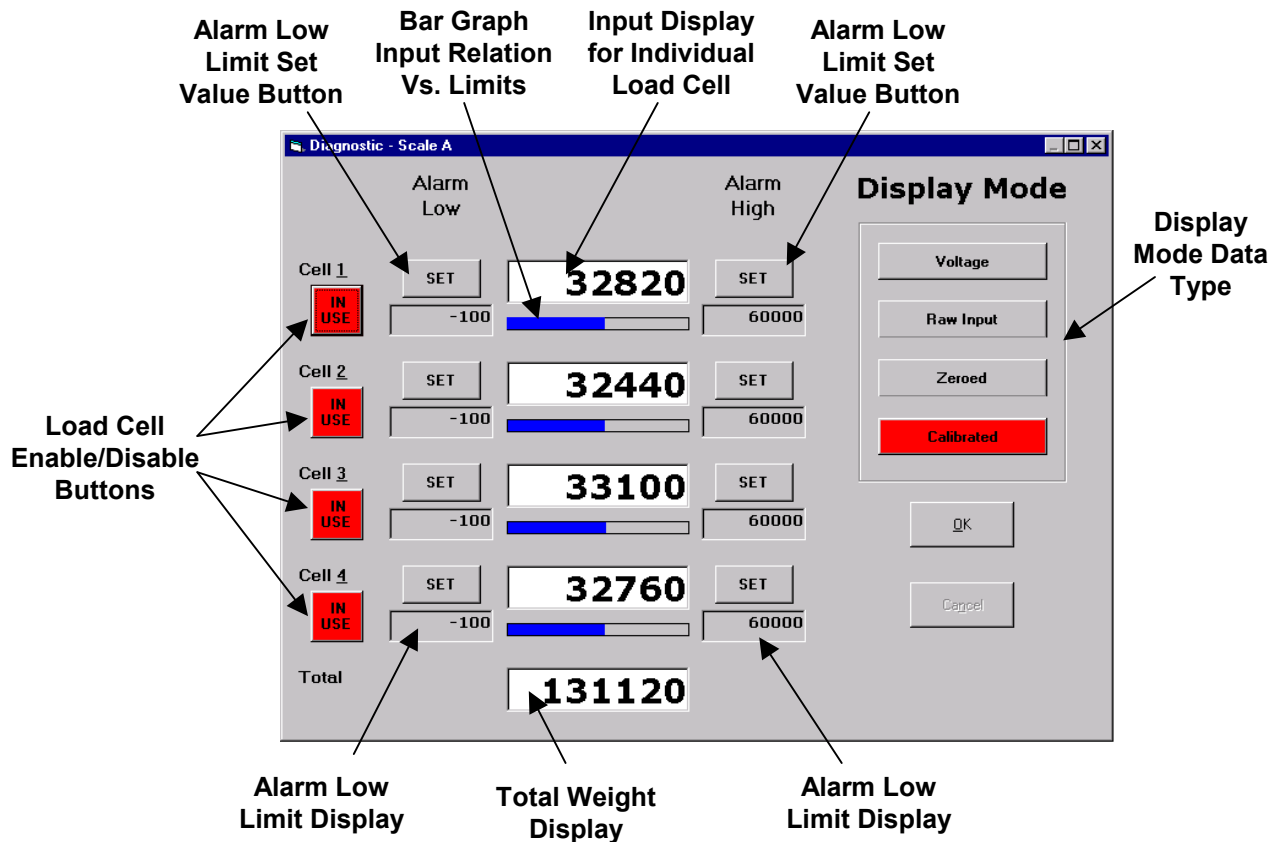 Alarm Low
Limit Set
Value Button
Bar Graph
Input Relation
Vs. Limits
Input Display
for Individual
Load Cell
Alarm Low
Limit Set
Value Button
Diagnostic - Scale A
Alarm
Low
Alarm
High
Display Mode
Display
Mode Data
Type
Cell 1
IN
USE
SET
-100
32820
SET
60000
Voltage
Raw Input
Zeroed
Calibrated
Cell 2
IN
USE
SET
-100
32440
SET
60000
Load Cell
Enable/Disable
Buttons
Cell 3
IN
USE
SET
-100
33100
SET
60000
OK
Cell 4
IN
USE
SET
-100
32760
SET
60000
Cancel
Total
131120
Alarm Low
Limit Display
Total Weight
Display
Alarm Low
Limit Display